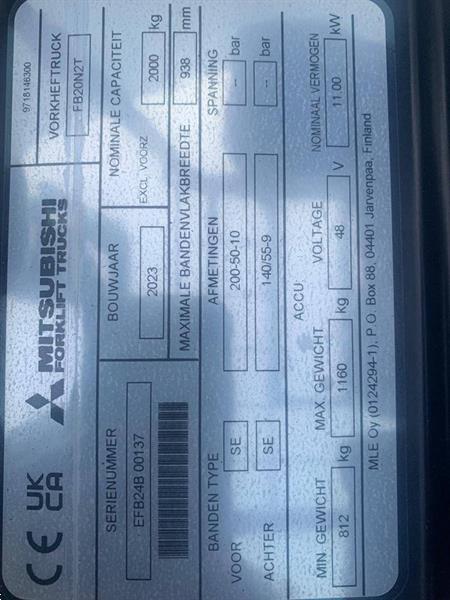 CE UK CA MITSUBISHI FORKLIFT TRUCKS
9718146300
VORKHEFTRUCK
FB20N2T
SERIENUMMER
EFB24B 00137
BOUWJAAR
2023
NOMINALE CAPACITEIT
EXCL. VOORZ
2000 kg
MAXIMALE BANDENVLAKBREEDTE 938 mm
BANDEN TYPE AFMETINGEN SPANNING
VOOR SE 200-50-10 -- bar
ACHTER SE 140/55-9 -- bar
ACCU:
MIN. GEWICHT MAX. GEWICHT VOLTAGE NOMINAAL VERMOGEN
812 kg 1160 kg 48 V 11.00 kW
MLE Oy (0124294-1), P.O. Box 88, 04401 Jarvenpaa, Finland